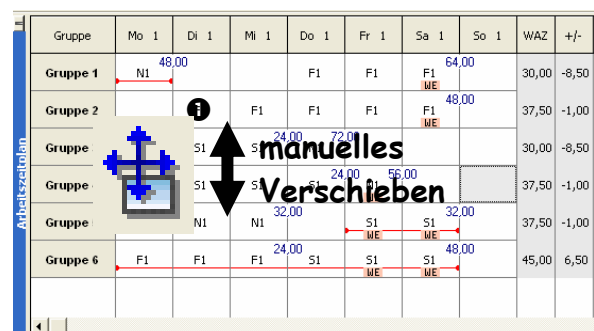 Gruppe Mo 1 Di 1 Mi 1 Do 1 Fr 1 Sa 1 So 1 WAZ +/-
48,00 64,00
Gruppe 1 N1 F1 F1 F1 30,00 -8,50
WE
48,00
Gruppe 2 F1 F1 F1 F1 37,50 -1,00
WE
24,00 72,00
Gruppe S1 manuelles 30,00 -8,50
24,00 56,00
Gruppe S1 Verschieben 37,50 -1,00
32,00 32,00
Gruppe N1 N1 S1 S1 37,50 -1,00
WE WE
24,00 48,00
Gruppe 6 F1 F1 F1 S1 S1 S1 45,00 6,50
WE WE
Arbeitszeitplan